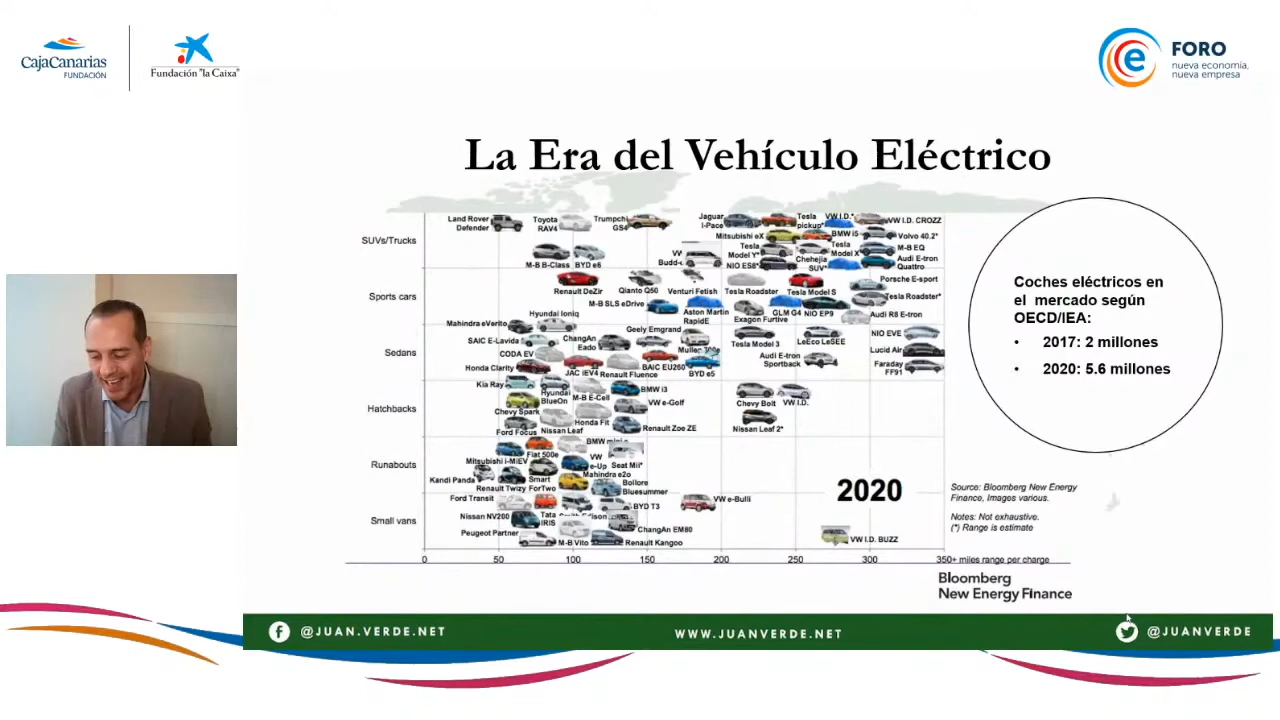 CajaCanarias
FUNDACIÓN
Fundación "la Caixa"
e
FORO
nueva economía,
nueva empresa
La Era del Vehículo Eléctrico
SUVs/Trucks
Land Rover
Defender
Toyota
RAV4
Trumpchi
GS4
Jaguar
I-Pace
Tesla
pickup*
VW I.D.*
VW I.D. CROZZ
Mitsubishi eX
BMW i5
Volvo 40.2*
M-B B-Class
BYD e6
VW
Budd-e
Tesla
Model Y*
NIO ES8*
Chehejia
SUV*
Tesla
Model X
M-B EQ
Audi E-tron
Quattro
Sports cars
Renault DeZir
Qianto Q50
Venturi Fetish
Tesla Roadster
Tesla Model S
Porsche E-sport
M-B SLS eDrive
Aston Martin
RapidE
Exagon Furtive
GLM G4
NIO EP9
Tesla Roadster*
Audi R8 E-tron
Sedans
Mahindra eVerito
Hyundai Ioniq
SAIC E-Lavida
ChangAn
Eado
Geely Emgrand
Tesla Model 3
LeEco LeSEE
NIO EVE
CODA EV
Honda Clarity
JAC iEV4
Renault Fluence
BAIC EU260
BYD e5
Audi E-tron
Sportback
Lucid Air
Faraday
FF91
Hatchbacks
Kia Ray
Hyundai
BlueOn
M-B E-Cell
BMW i3
Chevy Bolt
VW I.D.
Chevy Spark
VW e-Golf
Ford Focus
Nissan Leaf
Honda Fit
Renault Zoe ZE
Nissan Leaf 2*
Runabouts
Fiat 500e
BMW mini e
Mitsubishi i-MiEV
VW
e-Up
Seat Mii*
Kandi Panda
Renault Twizy
Smart
ForTwo
Mahindra e2o
Bollore
Bluesummer
Small vans
Ford Transit
BYD T3
VW e-Bulli
Nissan NV200
Tata
IRIS
Smith Edison
ChangAn EM80
Peugeot Partner
M-B Vito
Renault Kangoo
VW I.D. BUZZ
2020
0 50 100 150 200 250 300 350+ miles range per charge
Coches eléctricos en
el mercado según
OECD/IEA:
• 2017: 2 millones
• 2020: 5.6 millones
Source: Bloomberg New Energy
Finance, Images various.
Notes: Not exhaustive.
(*) Range is estimate
Bloomberg
New Energy Finance
@JUAN.VERDE.NET
WWW.JUANVERDE.NET
@JUANVERDE